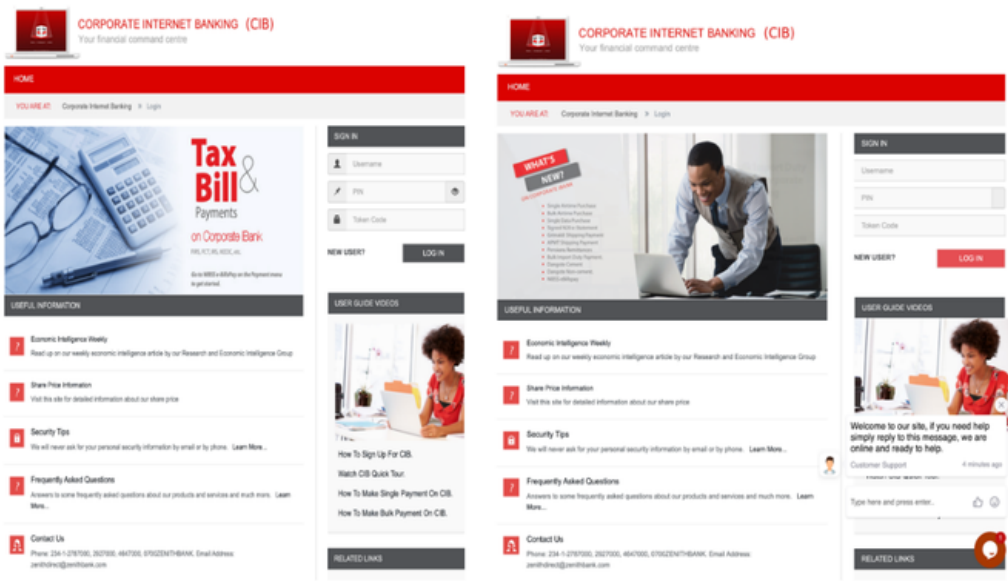 CORPORATE INTERNET BANKING (CIB)
Your financial command centre
HOME
YOU ARE AT: Corporate Internet Banking » Login
Tax & Bill
Payments
on Corporate Bank
to get started.
SIGN IN
Username
PIN
Token Code
NEW USER?
LOG IN
USEFUL INFORMATION
Economic Intelligence Weekly
Read up on our weekly economic intelligence article by our Research and Economic Intelligence Group
Share Price Information
Visit this site for detailed information about our share price
Security Tips
We will never ask for your personal security information by email or by phone. Learn More...
Frequently Asked Questions
Answers to some frequently asked questions about our products and services and much more. Learn
More...
Contact Us
Phone: 234-1-2787000, 2927000, 4647000, 0700ZENITHBANK. Email Address:
zenithdirect@zenithbank.com
USER GUIDE VIDEOS
How To Sign Up For CIB.
Watch CIB Quick Tour.
How To Make Single Payment On CIB.
How To Make Bulk Payment On CIB.
RELATED LINKS
CORPORATE INTERNET BANKING (CIB)
Your financial command centre
HOME
YOU ARE AT: Corporate Internet Banking » Login
WHAT'S
NEW?
Single Airtime Purchase
Bulk Airtime Purchase
Single Data Purchase
SIGN IN
Username
PIN
Token Code
NEW USER?
LOG IN
USEFUL INFORMATION
Economic Intelligence Weekly
Read up on our weekly economic intelligence article by our Research and Economic Intelligence Group
Share Price Information
Visit this site for detailed information about our share price
Security Tips
We will never ask for your personal security information by email or by phone. Learn More...
Frequently Asked Questions
Answers to some frequently asked questions about our products and services and much more. Learn
More...
Contact Us
Phone: 234-1-2787000, 2927000, 4647000, 0700ZENITHBANK. Email Address:
zenithdirect@zenithbank.com
USER GUIDE VIDEOS
Welcome to our site, if you need help
simply reply to this message, we are
online and ready to help.
Customer Support 4 minutes ago
Type here and press enter..
RELATED LINKS